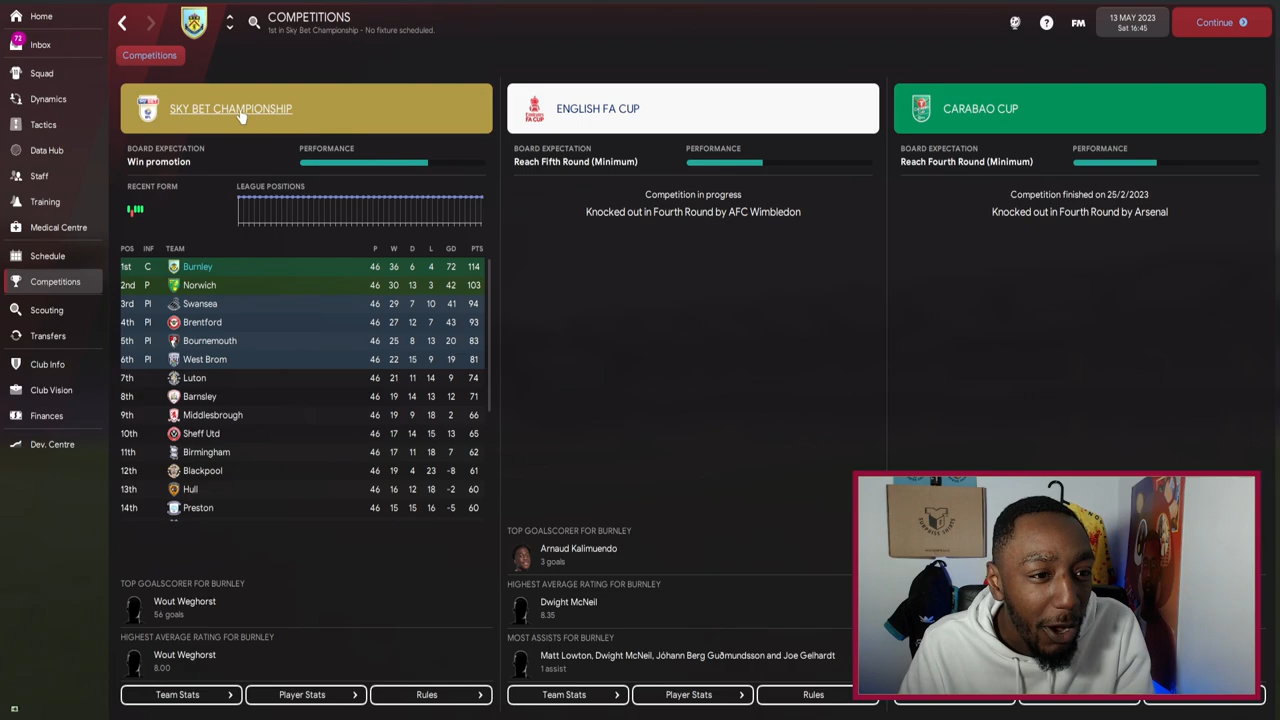 Home
72
Inbox
Squad
Dynamics
Tactics
Data Hub
Staff
Training
Medical Centre
Schedule
Competitions
Scouting
Transfers
Club Info
Club Vision
Finances
Dev. Centre
COMPETITIONS
1st in Sky Bet Championship - No fixture scheduled.
?
FM
13 MAY 2023
Sat 16:45
Continue
Competitions
SKY BET CHAMPIONSHIP
BOARD EXPECTATION PERFORMANCE
Win promotion
RECENT FORM LEAGUE POSITIONS
POS INF TEAM P W D L GD PTS
1st C Burnley 46 36 6 4 72 114
2nd P Norwich 46 30 13 3 42 103
3rd Pl Swansea 46 29 7 10 41 94
4th Pl Brentford 46 27 12 7 43 93
5th Pl Bournemouth 46 25 8 13 20 83
6th Pl West Brom 46 22 15 9 19 81
7th Luton 46 21 11 14 9 74
8th Barnsley 46 19 14 13 12 71
9th Middlesbrough 46 19 9 18 2 66
10th Sheff Utd 46 17 14 15 13 65
11th Birmingham 46 17 11 18 7 62
12th Blackpool 46 19 4 23 -8 61
13th Hull 46 16 12 18 -2 60
14th Preston 46 15 15 16 -5 60
TOP GOALSCORER FOR BURNLEY
Wout Weghorst
56 goals
HIGHEST AVERAGE RATING FOR BURNLEY
Wout Weghorst
8.00
Team Stats Player Stats Rules
ENGLISH FA CUP
BOARD EXPECTATION PERFORMANCE
Reach Fifth Round (Minimum)
Competition in progress
Knocked out in Fourth Round by AFC Wimbledon
TOP GOALSCORER FOR BURNLEY
Arnaud Kalimuendo
3 goals
HIGHEST AVERAGE RATING FOR BURNLEY
Dwight McNeil
8.35
MOST ASSISTS FOR BURNLEY
Matt Lowton, Dwight McNeil, Jóhann Berg Guðmundsson and Joe Gelhardt
1 assist
Team Stats Player Stats Rules
CARABAO CUP
BOARD EXPECTATION PERFORMANCE
Reach Fourth Round (Minimum)
Competition finished on 25/2/2023
Knocked out in Fourth Round by Arsenal
SURPRISE SHIRTS